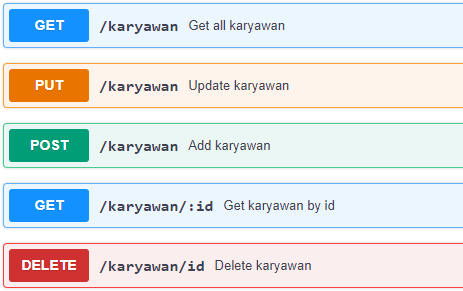 GET /karyawan Get all karyawan
PUT /karyawan Update karyawan
POST /karyawan Add karyawan
GET /karyawan/:id Get karyawan by id
DELETE /karyawan/id Delete karyawan